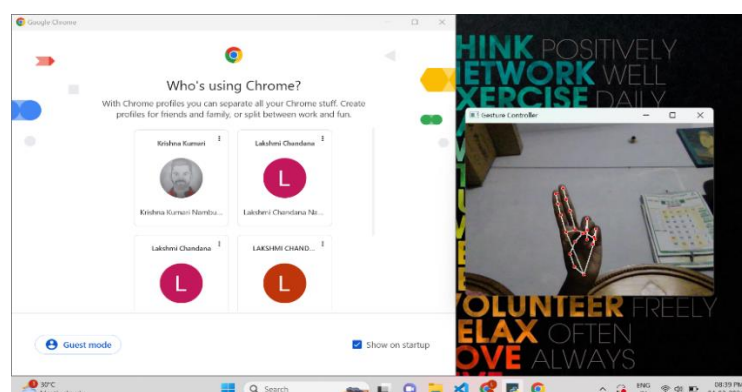 Google Chrome
Who's using Chrome?
With Chrome profiles you can separate all your Chrome stuff. Create
profiles for friends and family, or split between work and fun.
Krishna Kumari
Lakshmi Chandana
L
Krishna Kumari Nambu...
Lakshmi Chandana Na...
Lakshmi Chandana
LAKSHMI CHAND...
L
L
Guest mode
Show on startup
HINK POSITIVELY
ETWORK WELL
XERCISE DAILY
Gesture Controller
VOLUNTEER FREELY
ELAX OFTEN
OVE ALWAYS
30°C
Search
ENG
08:39 PM